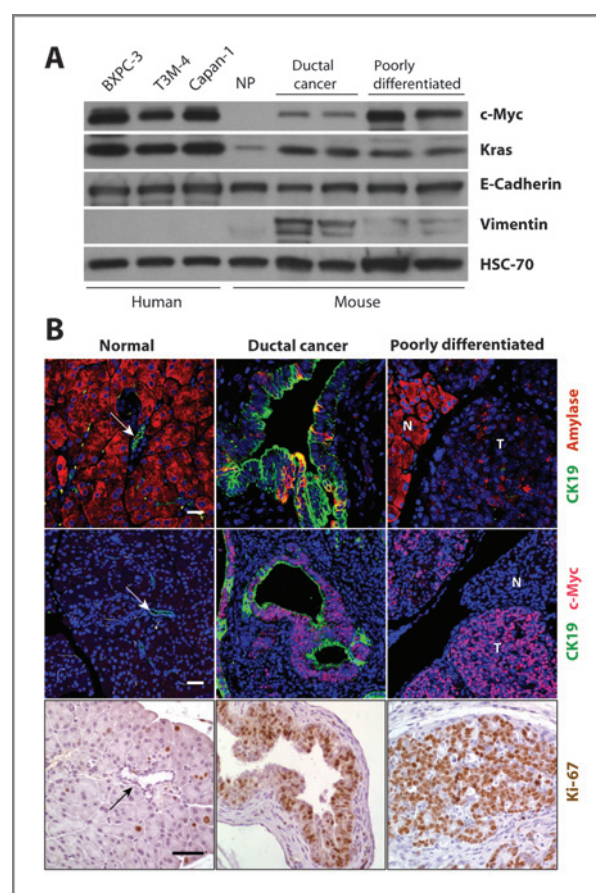 A
BXPC-3
T3M-4
Capan-1
NP
Ductal
cancer
Poorly
differentiated
c-Myc
Kras
E-Cadherin
Vimentin
HSC-70
Human
Mouse
B
Normal
Ductal cancer
Poorly differentiated
N
T
CK19 Amylase
N
T
CK19 c-Myc
Ki-67